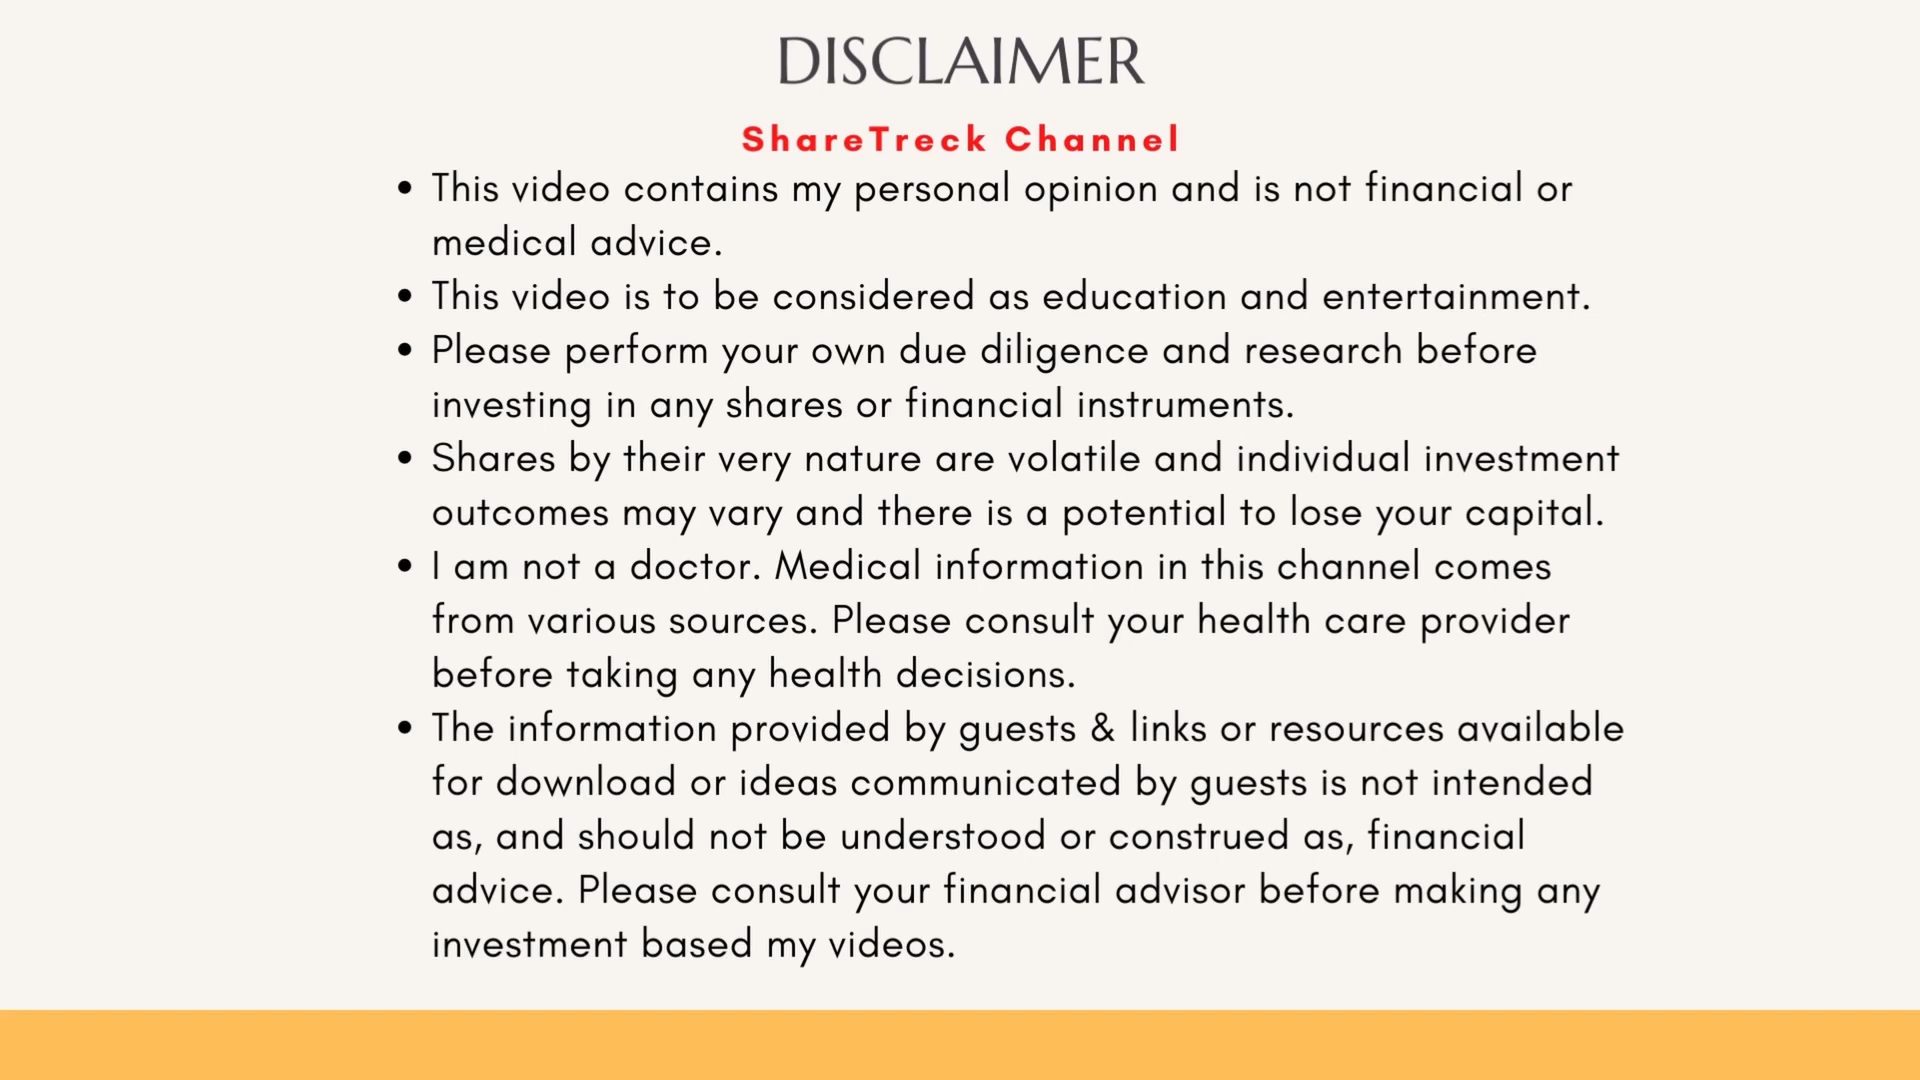 DISCLAIMER
ShareTreck Channel
• This video contains my personal opinion and is not financial or
medical advice.
• This video is to be considered as education and entertainment.
• Please perform your own due diligence and research before
investing in any shares or financial instruments.
• Shares by their very nature are volatile and individual investment
outcomes may vary and there is a potential to lose your capital.
• I am not a doctor. Medical information in this channel comes
from various sources. Please consult your health care provider
before taking any health decisions.
• The information provided by guests & links or resources available
for download or ideas communicated by guests is not intended
as, and should not be understood or construed as, financial
advice. Please consult your financial advisor before making any
investment based my videos.